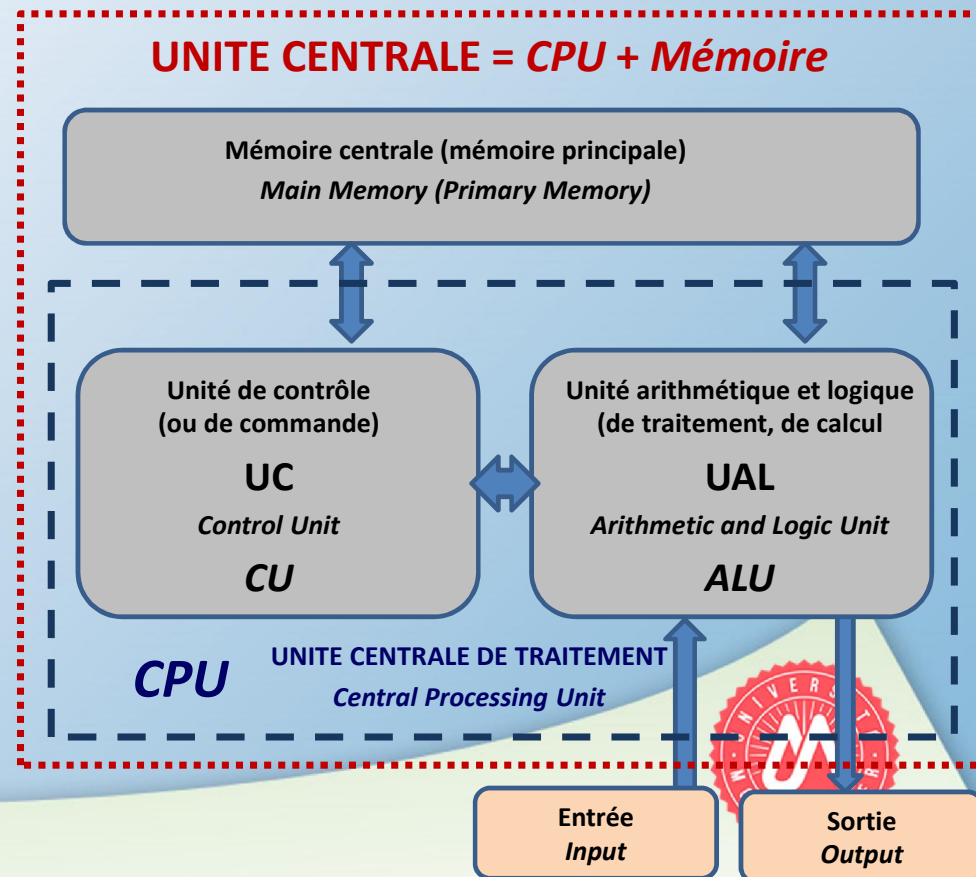 UNITE CENTRALE = CPU + Mémoire
Mémoire centrale (mémoire principale)
Main Memory (Primary Memory)
Unité de contrôle
(ou de commande)
UC
Control Unit
CU
Unité arithmétique et logique
(de traitement, de calcul
UAL
Arithmetic and Logic Unit
ALU
CPU
UNITE CENTRALE DE TRAITEMENT
Central Processing Unit
Entrée
Input
Sortie
Output